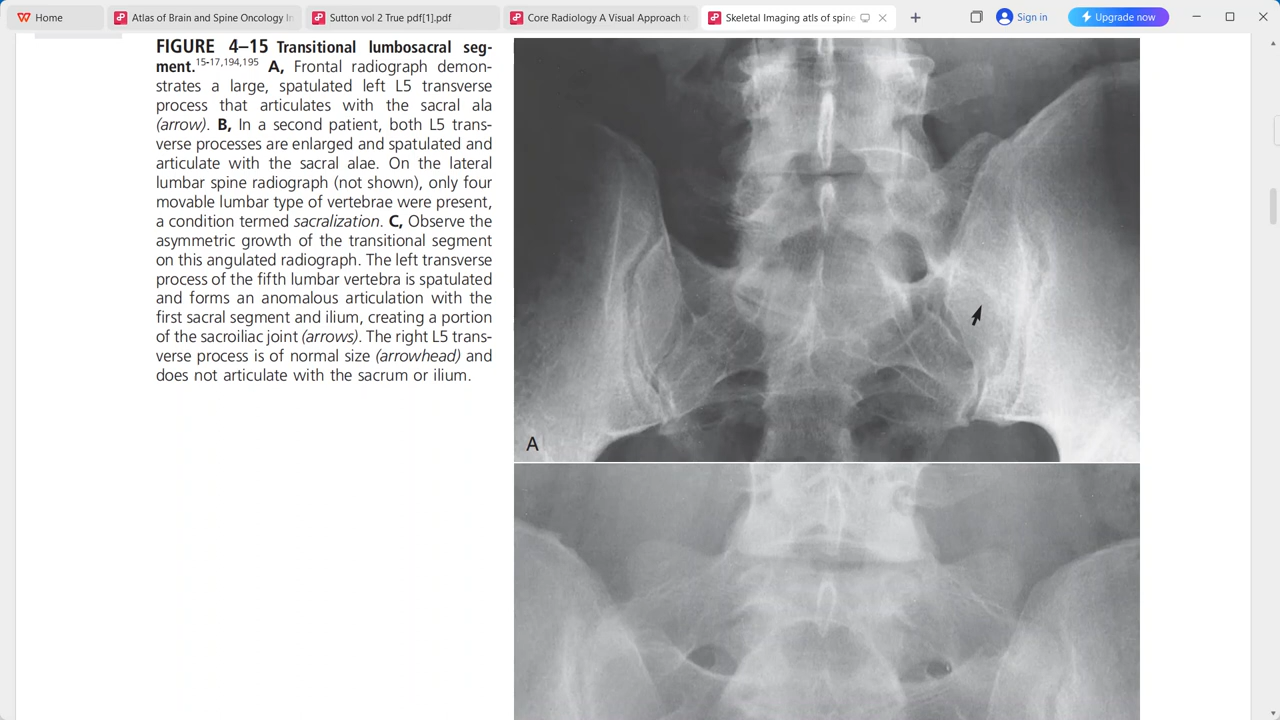 Home
Atlas of Brain and Spine Oncology
Sutton vol 2 True pdf[1].pdf
Core Radiology A Visual Approach
Skeletal Imaging atls of spine
Sign in
Upgrade now
FIGURE 4–15 Transitional lumbosacral seg-
ment.15-17,194,195 A, Frontal radiograph demon-
strates a large, spatulated left L5 transverse
process that articulates with the sacral ala
(arrow). B, In a second patient, both L5 trans-
verse processes are enlarged and spatulated and
articulate with the sacral alae. On the lateral
lumbar spine radiograph (not shown), only four
movable lumbar type of vertebrae were present,
a condition termed sacralization. C, Observe the
asymmetric growth of the transitional segment
on this angulated radiograph. The left transverse
process of the fifth lumbar vertebra is spatulated
and forms an anomalous articulation with the
first sacral segment and ilium, creating a portion
of the sacroiliac joint (arrows). The right L5 trans-
verse process is of normal size (arrowhead) and
does not articulate with the sacrum or ilium.
A